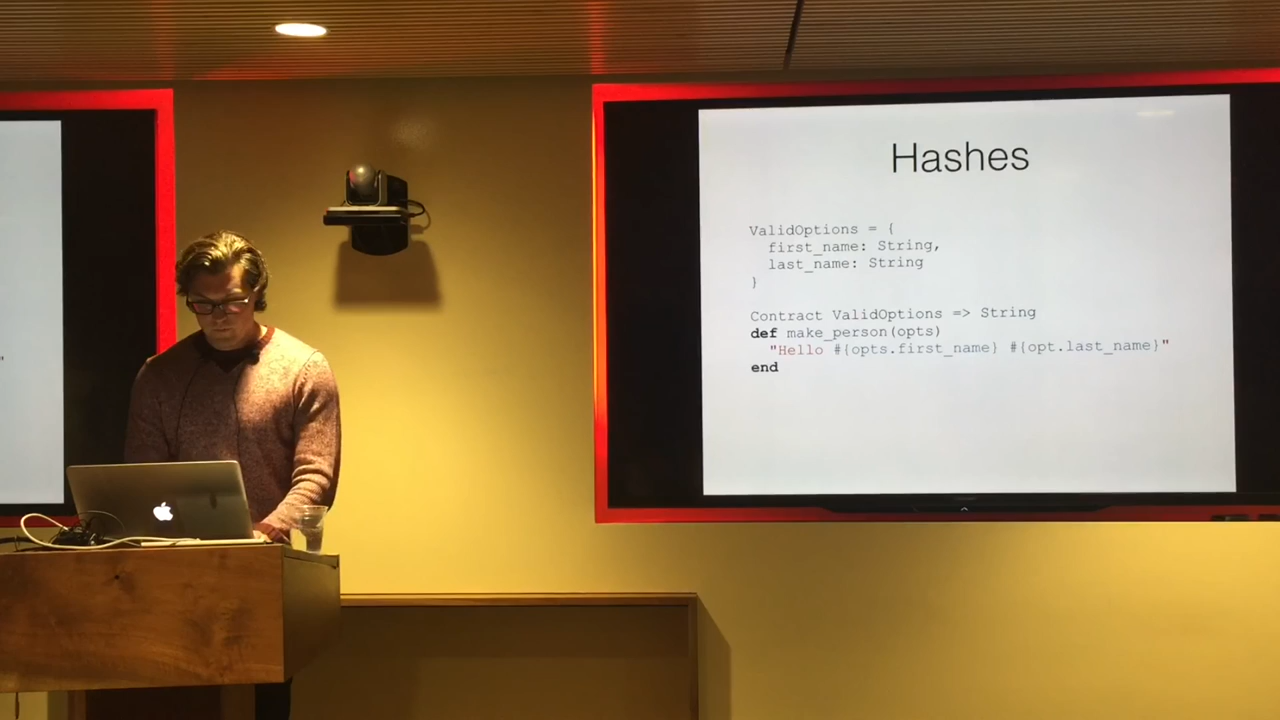 Hashes
ValidOptions = {
first_name: String,
last_name: String
}
Contract ValidOptions => String
def make_person(opts)
"Hello #{opts.first_name} #{opt.last_name}"
end
"